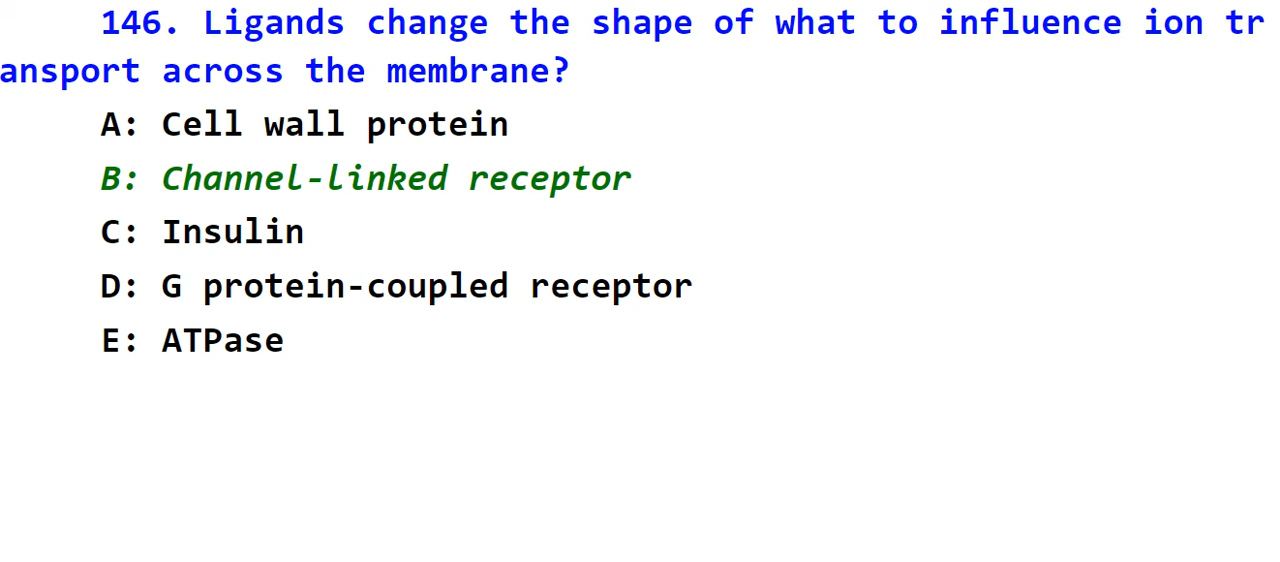 146. Ligands change the shape of what to influence ion tr
ansport across the membrane?
A: Cell wall protein
B: Channel-linked receptor
C: Insulin
D: G protein-coupled receptor
E: ATPase